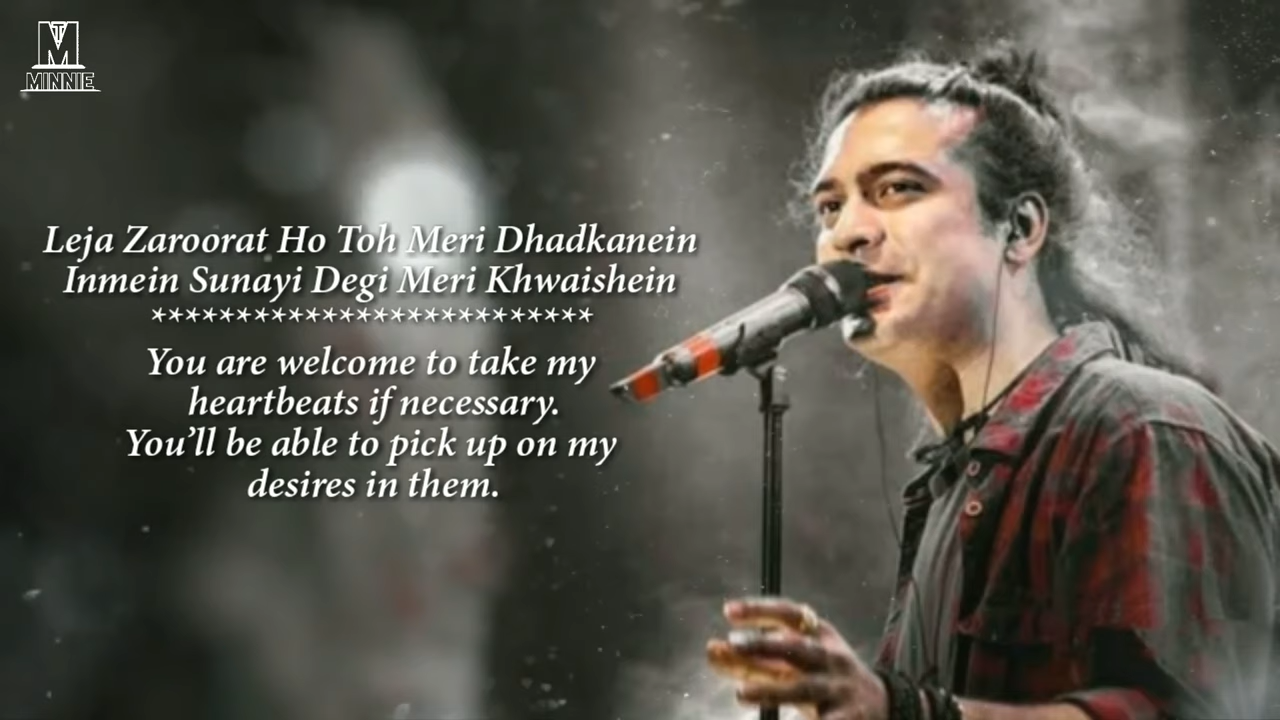 MINNIE
Leja Zaroorat Ho Toh Meri Dhadkanein
Inmein Sunayi Degi Meri Khwaishein
**************************
You are welcome to take my
heartbeats if necessary.
You’ll be able to pick up on my
desires in them.